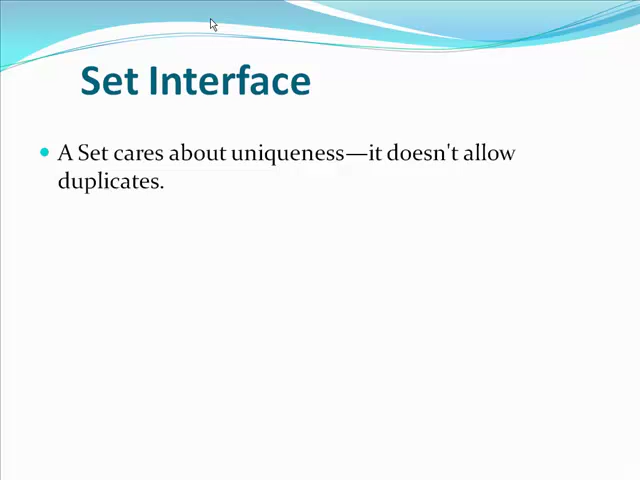 Set Interface
A Set cares about uniqueness—it doesn't allow
duplicates.